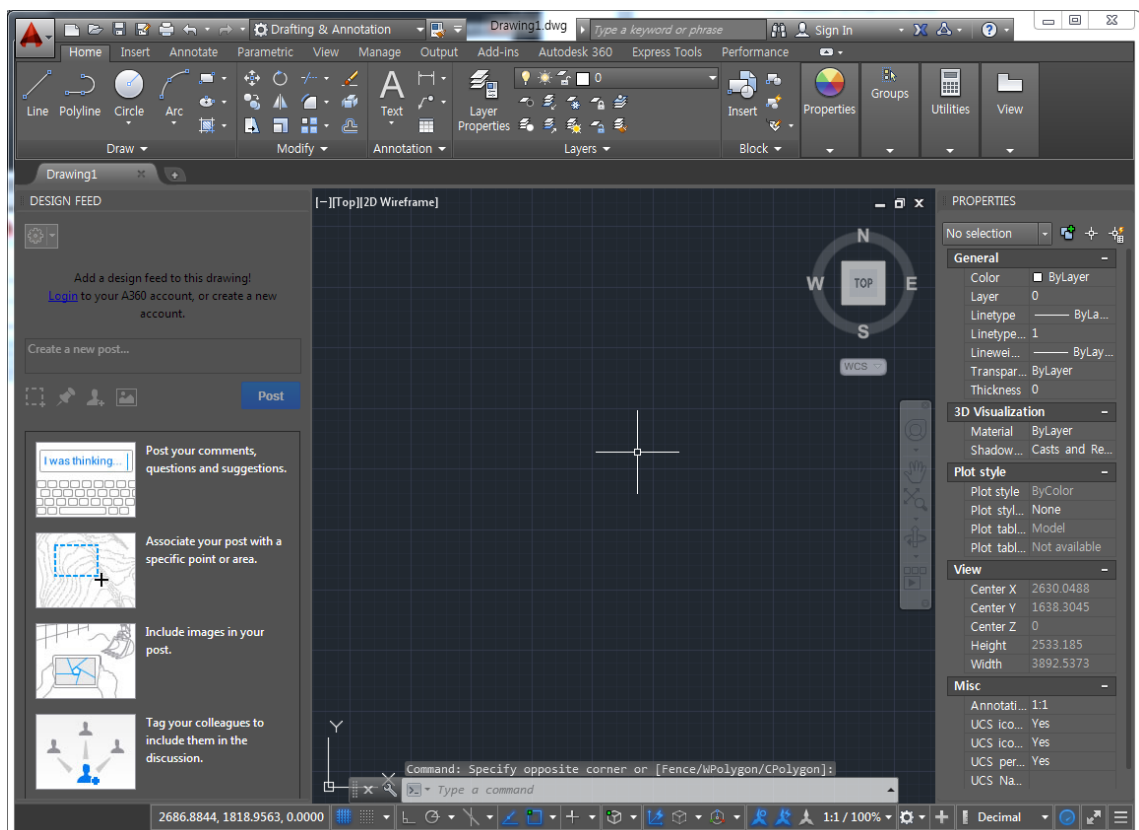 Drafting & Annotation
Drawing1.dwg
Type a keyword or phrase
Sign In
Home Insert Annotate Parametric View Manage Output Add-ins Autodesk 360 Express Tools Performance
Line Polyline Circle Arc
Text
Layer Properties
0
Insert
Properties
Groups
Utilities
View
Draw Modify Annotation Layers Block
Drawing1
DESIGN FEED
Add a design feed to this drawing!
Login to your A360 account, or create a new
account.
Create a new post...
Post
I was thinking...
Post your comments,
questions and suggestions.
Associate your post with a
specific point or area.
Include images in your
post.
Tag your colleagues to
include them in the
discussion.
[−][Top][2D Wireframe]
N
W TOP E
S
WCS
Y
Command: Specify opposite corner or [Fence/WPolygon/CPolygon]:
Type a command
PROPERTIES
No selection
General
Color ByLayer
Layer 0
Linetype ByLa...
Linetype... 1
Linewei... ByLay...
Transpar... ByLayer
Thickness 0
3D Visualization
Material ByLayer
Shadow... Casts and Re...
Plot style
Plot style ByColor
Plot styl... None
Plot tabl... Model
Plot tabl... Not available
View
Center X 2630.0488
Center Y 1638.3045
Center Z 0
Height 2533.185
Width 3892.5373
Misc
Annotati... 1:1
UCS ico... Yes
UCS ico... Yes
UCS per... Yes
UCS Na...
2686.8844, 1818.9563, 0.0000
1:1 / 100%
Decimal